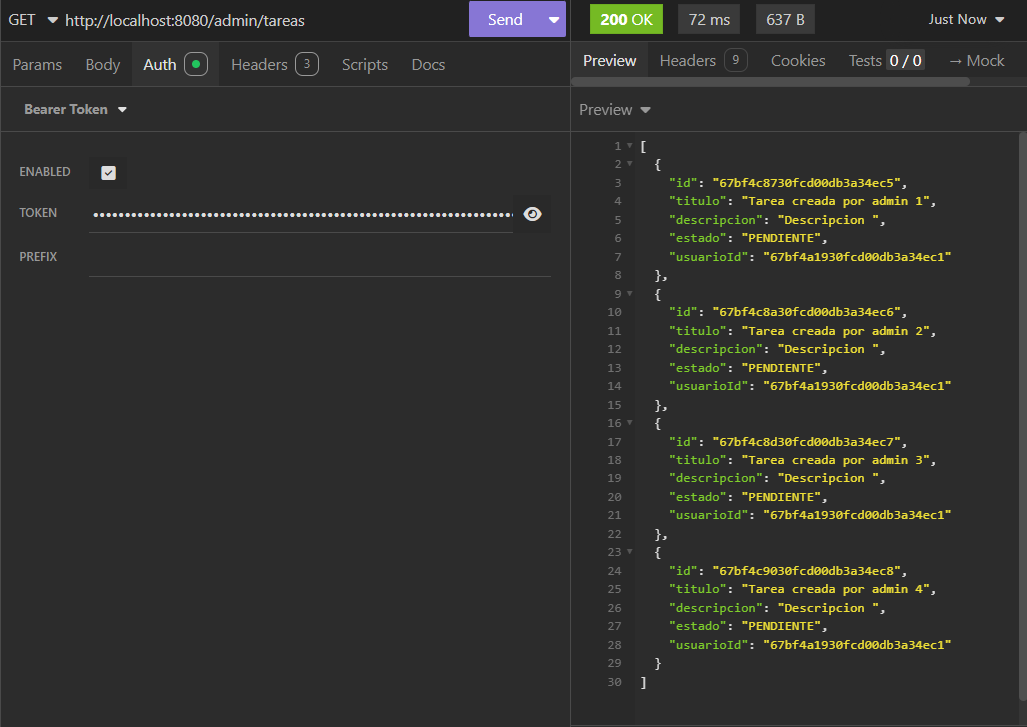 GET http://localhost:8080/admin/tareas Send
Params Body Auth Headers 3 Scripts Docs
Bearer Token
ENABLED
TOKEN ••••••••••••••••••••••••••••••••••••••••••••••••••••••
PREFIX
200 OK 72 ms 637 B Just Now
Preview Headers 9 Cookies Tests 0 / 0 → Mock
Preview
1 [
2 {
3 "id": "67bf4c8730fcd00db3a34ec5",
4 "titulo": "Tarea creada por admin 1",
5 "descripcion": "Descripcion ",
6 "estado": "PENDIENTE",
7 "usuarioId": "67bf4a1930fcd00db3a34ec1"
8 },
9 {
10 "id": "67bf4c8a30fcd00db3a34ec6",
11 "titulo": "Tarea creada por admin 2",
12 "descripcion": "Descripcion ",
13 "estado": "PENDIENTE",
14 "usuarioId": "67bf4a1930fcd00db3a34ec1"
15 },
16 {
17 "id": "67bf4c8d30fcd00db3a34ec7",
18 "titulo": "Tarea creada por admin 3",
19 "descripcion": "Descripcion ",
20 "estado": "PENDIENTE",
21 "usuarioId": "67bf4a1930fcd00db3a34ec1"
22 },
23 {
24 "id": "67bf4c9030fcd00db3a34ec8",
25 "titulo": "Tarea creada por admin 4",
26 "descripcion": "Descripcion ",
27 "estado": "PENDIENTE",
28 "usuarioId": "67bf4a1930fcd00db3a34ec1"
29 }
30 ]